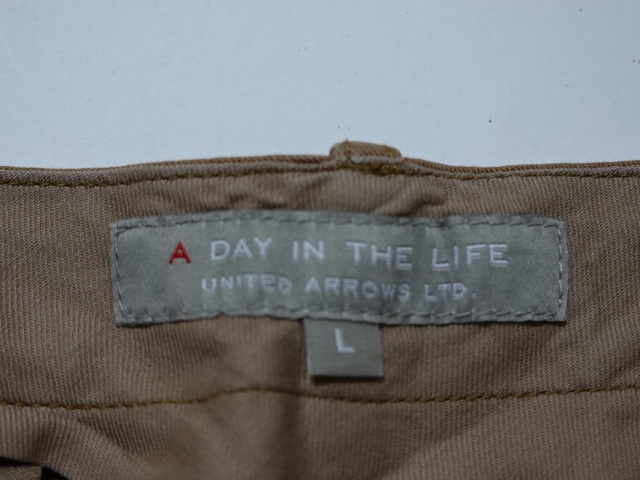 A DAY IN THE LIFE
UNITED ARROWS LTD.
L